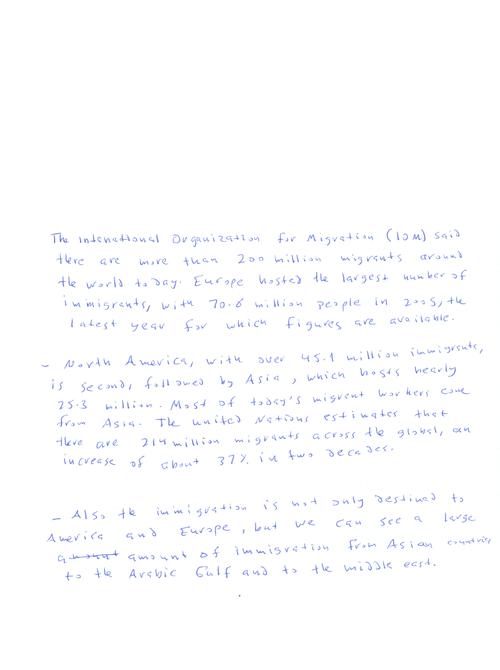 The International Organization for Migration (IOM) said
there are more than 200 million migrants around
the world today. Europe hosted the largest number of
immigrants, with 70.6 million people in 2005, the
latest year for which figures are available.
- North America, with over 45.1 million immigrants,
is second, followed by Asia, which hosts nearly
25.3 million. Most of today's migrant workers come
from Asia. The united Nations estimates that
there are 214 million migrants across the global, an
increase of about 37% in two decades.
- Also the immigration is not only destined to
America and Europe, but we can see a large
amount amount of immigration from Asian countries
to the Arabic Gulf and to the middle east.